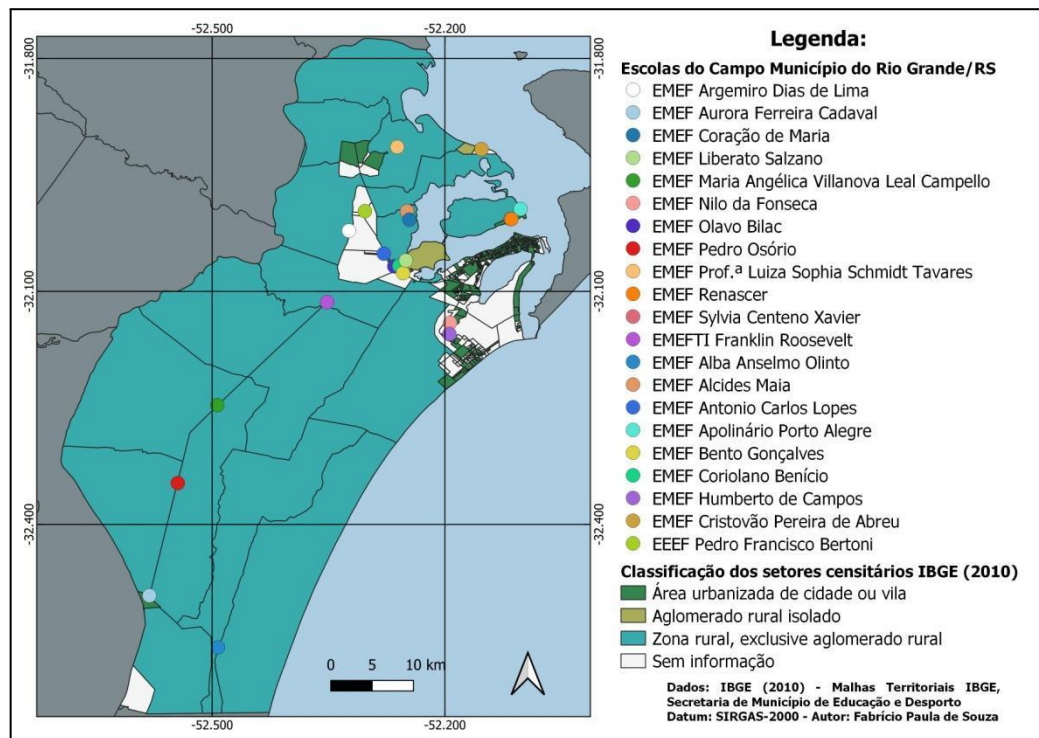 -52.500
-52.200
-31.800
-31.800
-32.100
-32.100
-32.400
-32.400
0 5 10 km
-52.500
-52.200
Legenda:
Escolas do Campo Município do Rio Grande/RS
EMEF Argemiro Dias de Lima
EMEF Aurora Ferreira Cadaval
EMEF Coração de Maria
EMEF Liberato Salzano
EMEF Maria Angélica Villanova Leal Campello
EMEF Nilo da Fonseca
EMEF Olavo Bilac
EMEF Pedro Osório
EMEF Prof.ª Luiza Sophia Schmidt Tavares
EMEF Renascer
EMEF Sylvia Centeno Xavier
EMEFTI Franklin Roosevelt
EMEF Alba Anselmo Olinto
EMEF Alcides Maia
EMEF Antonio Carlos Lopes
EMEF Apolinário Porto Alegre
EMEF Bento Gonçalves
EMEF Coriolano Benício
EMEF Humberto de Campos
EMEF Cristovão Pereira de Abreu
EEEF Pedro Francisco Bertoni
Classificação dos setores censitários IBGE (2010)
Área urbanizada de cidade ou vila
Aglomerado rural isolado
Zona rural, exclusive aglomerado rural
Sem informação
Dados: IBGE (2010) - Malhas Territoriais IBGE,
Secretaria de Município de Educação e Desporto
Datum: SIRGAS-2000 - Autor: Fabrício Paula de Souza